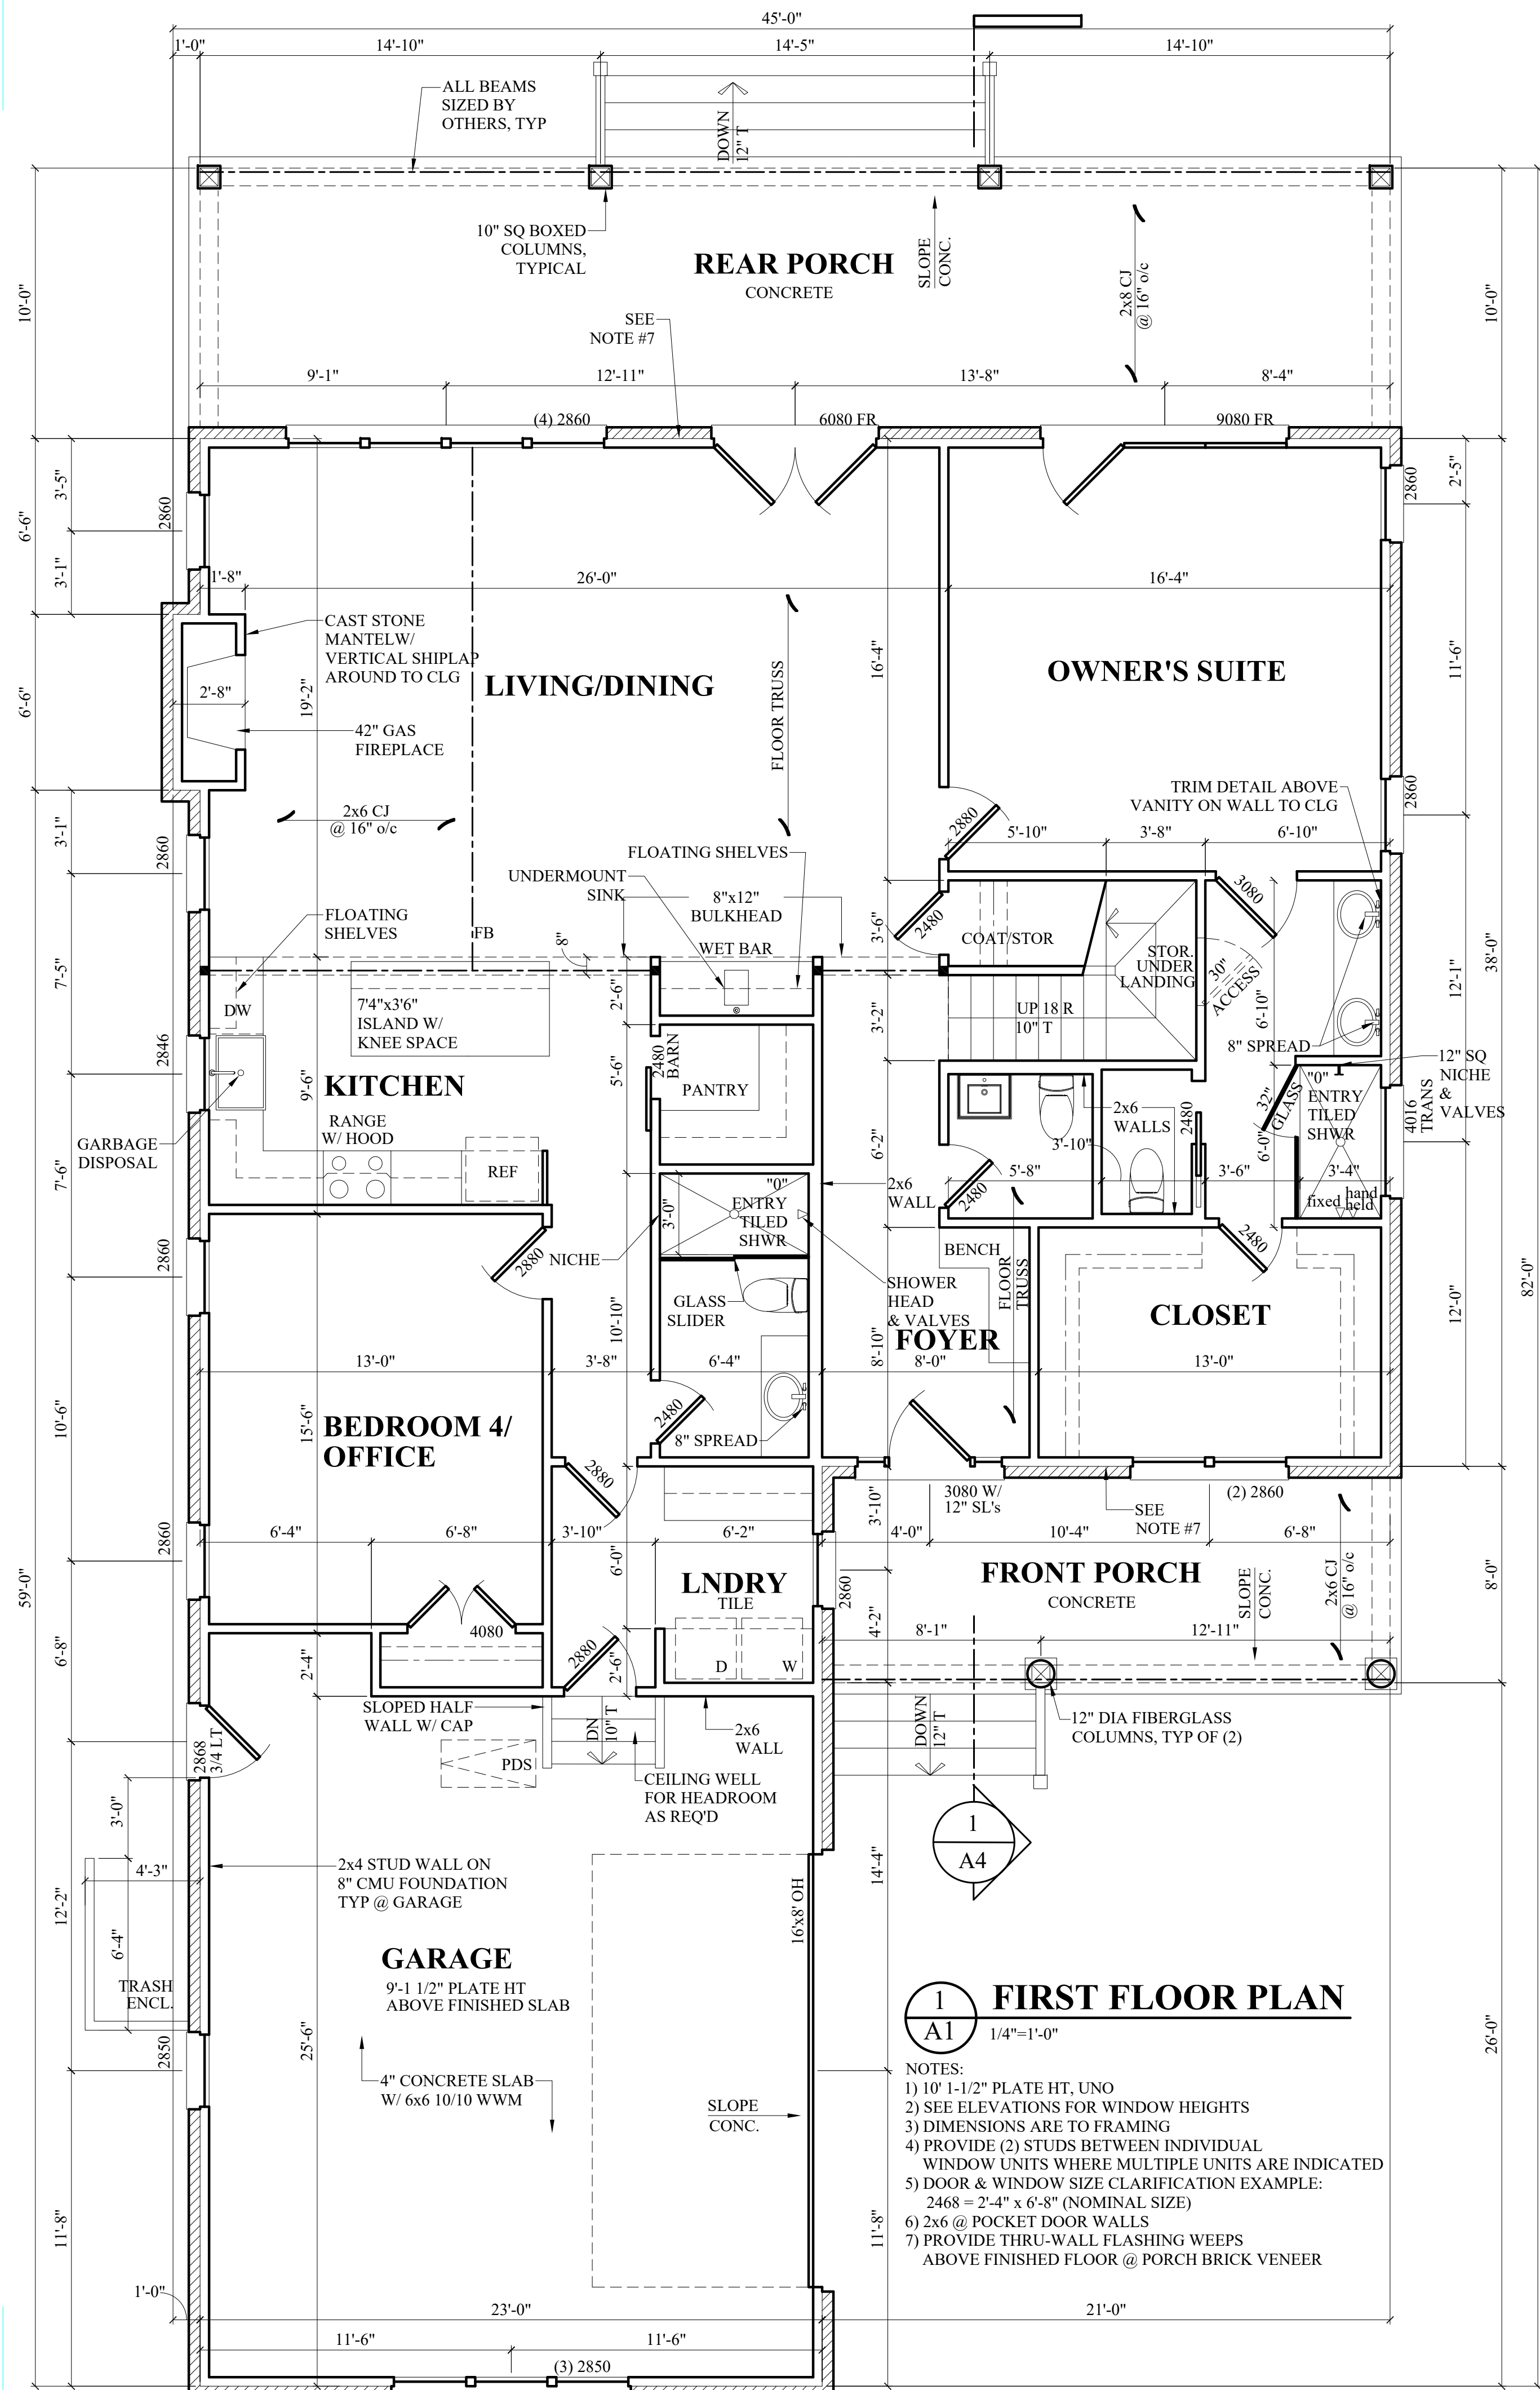 45'-0"
1'-0"
14'-10"
14'-5"
14'-10"
ALL BEAMS
SIZED BY
OTHERS, TYP
DOWN
12" T
10" SQ BOXED
COLUMNS,
TYPICAL
REAR PORCH
CONCRETE
SLOPE
CONC.
2x8 CJ
@ 16" o/c
10'-0"
10'-0"
SEE
NOTE #7
9'-1"
12'-11"
13'-8"
8'-4"
(4) 2860
6080 FR
9080 FR
3'-5"
2860
6'-6"
3'-1"
2860
2'-5"
1'-8"
26'-0"
16'-4"
CAST STONE
MANTELW/
VERTICAL SHIPLAP
AROUND TO CLG
LIVING/DINING
FLOOR TRUSS
16'-4"
OWNER'S SUITE
11'-6"
6'-6"
2'-8"
19'-2"
42" GAS
FIREPLACE
2x6 CJ
@ 16" o/c
TRIM DETAIL ABOVE
VANITY ON WALL TO CLG
2860
3'-1"
2860
2880
5'-10"
3'-8"
6'-10"
FLOATING SHELVES
UNDERMOUNT
SINK
8"x12"
BULKHEAD
WET BAR
FLOATING
SHELVES
FB
8"
2480
3'-6"
COAT/STOR
3080
STOR.
UNDER
LANDING
30"
ACCESS
38'-0"
7'-5"
DW
7'4"x3'6"
ISLAND W/
KNEE SPACE
2'-6"
3'-2"
UP 18 R
10" T
6'-10"
12'-1"
8" SPREAD
2846
9'-6"
KITCHEN
5'-6"
2480
BARN
PANTRY
12" SQ
NICHE
&
VALVES
"0"
ENTRY
TILED
SHWR
32"
GLASS
4016
TRANS
RANGE
W/ HOOD
REF
GARBAGE
DISPOSAL
2x6
WALLS
3'-10"
2480
6'-0"
7'-6"
6'-2"
5'-8"
3'-6"
3'-4"
fixed
hand
held
2x6
WALL
2480
3'-0"
"0"
ENTRY
TILED
SHWR
2860
2880
NICHE
BENCH
FLOOR
TRUSS
2480
GLASS
SLIDER
SHOWER
HEAD
& VALVES
10'-10"
8'-10"
FOYER
CLOSET
12'-0"
82'-0"
13'-0"
3'-8"
6'-4"
8'-0"
13'-0"
10'-6"
15'-6"
BEDROOM 4/
OFFICE
2480
8" SPREAD
2880
3080 W/
12" SL's
(2) 2860
SEE
NOTE #7
3'-10"
2860
6'-4"
6'-8"
3'-10"
6'-2"
4'-0"
10'-4"
6'-8"
59'-0"
6'-0"
LNDRY
TILE
2860
FRONT PORCH
CONCRETE
SLOPE
CONC.
2x6 CJ
@ 16" o/c
8'-0"
4080
4'-2"
8'-1"
12'-11"
6'-8"
2'-4"
2880
2'-6"
D
W
SLOPED HALF
WALL W/ CAP
DN
10" T
2x6
WALL
DOWN
12" T
12" DIA FIBERGLASS
COLUMNS, TYP OF (2)
2868
3/4 LT
PDS
CEILING WELL
FOR HEADROOM
AS REQ'D
3'-0"
1
A4
4'-3"
2x4 STUD WALL ON
8" CMU FOUNDATION
TYP @ GARAGE
14'-4"
12'-2"
16'x8' OH
6'-4"
GARAGE
9'-1 1/2" PLATE HT
ABOVE FINISHED SLAB
TRASH
ENCL.
1
A1
FIRST FLOOR PLAN
1/4"=1'-0"
2850
25'-6"
26'-0"
4" CONCRETE SLAB
W/ 6x6 10/10 WWM
SLOPE
CONC.
NOTES:
1) 10' 1-1/2" PLATE HT, UNO
2) SEE ELEVATIONS FOR WINDOW HEIGHTS
3) DIMENSIONS ARE TO FRAMING
4) PROVIDE (2) STUDS BETWEEN INDIVIDUAL
WINDOW UNITS WHERE MULTIPLE UNITS ARE INDICATED
5) DOOR & WINDOW SIZE CLARIFICATION EXAMPLE:
2468 = 2'-4" x 6'-8" (NOMINAL SIZE)
6) 2x6 @ POCKET DOOR WALLS
7) PROVIDE THRU-WALL FLASHING WEEPS
ABOVE FINISHED FLOOR @ PORCH BRICK VENEER
11'-8"
11'-8"
1'-0"
23'-0"
21'-0"
11'-6"
11'-6"
(3) 2850